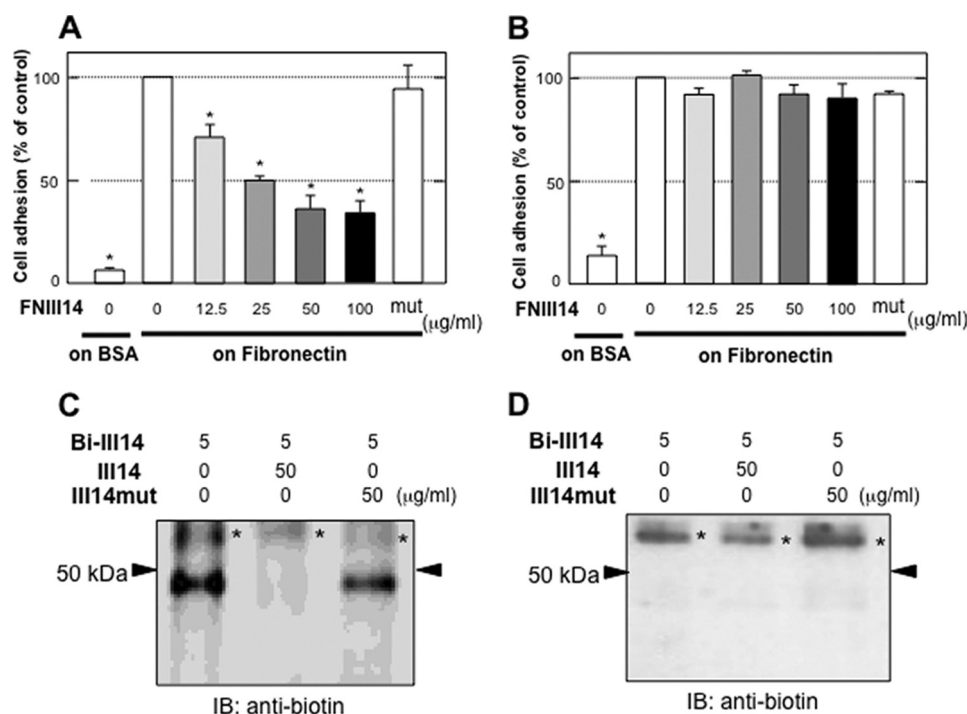 A
Cell adhesion (% of control)
100
50
0
*
*
*
*
*
FNIII14 0 0 12.5 25 50 100 mut (μg/ml)
on BSA on Fibronectin
B
Cell adhesion (% of control)
100
50
0
*
FNIII14 0 0 12.5 25 50 100 mut (μg/ml)
on BSA on Fibronectin
C
Bi-III14 5 5 5
III14 0 50 0
III14mut 0 0 50 (μg/ml)
* * *
50 kDa
IB: anti-biotin
D
Bi-III14 5 5 5
III14 0 50 0
III14mut 0 0 50 (μg/ml)
* * *
50 kDa
IB: anti-biotin